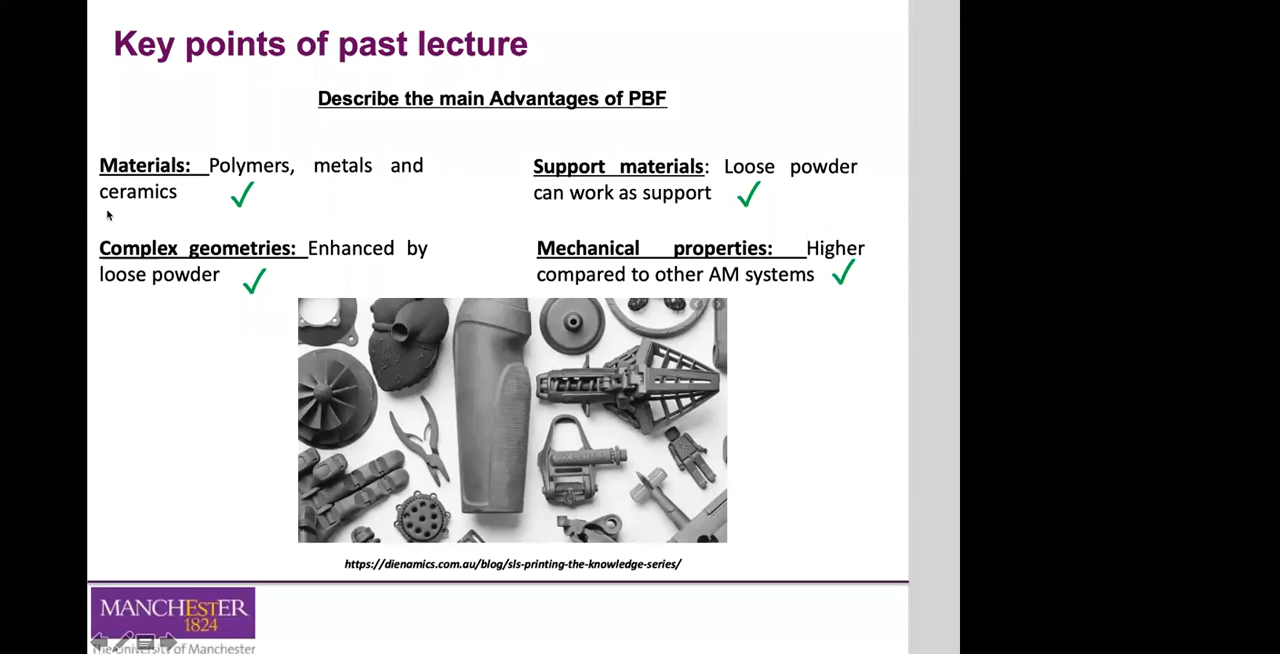 Key points of past lecture
Describe the main Advantages of PBF
Materials: Polymers, metals and
ceramics
Support materials: Loose powder
can work as support
Complex geometries: Enhanced by
loose powder
Mechanical properties: Higher
compared to other AM systems
https://dienamics.com.au/blog/sls-printing-the-knowledge-series/
MANCHESTER
1824
The University of Manchester